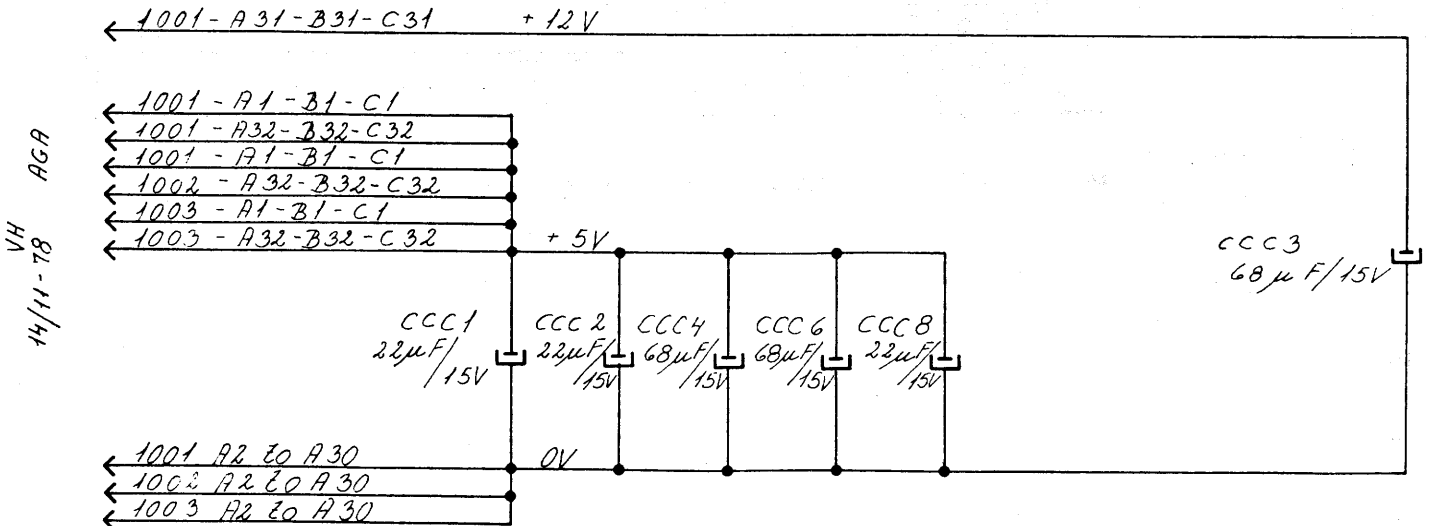 1001-A31-B31-C31 +12V
1001-A1-B1-C1
1001-A32-B32-C32
1001-A1-B1-C1
1002-A32-B32-C32
1003-A1-B1-C1
1003-A32-B32-C32 +5V
CCC3
68µF/15V
CCC1
22µF/15V
CCC2
22µF/15V
CCC4
68µF/15V
CCC6
68µF/15V
CCC8
22µF/15V
1001 A2 to A30 0V
1002 A2 to A30
1003 A2 to A30
14/11-78 VH AGA